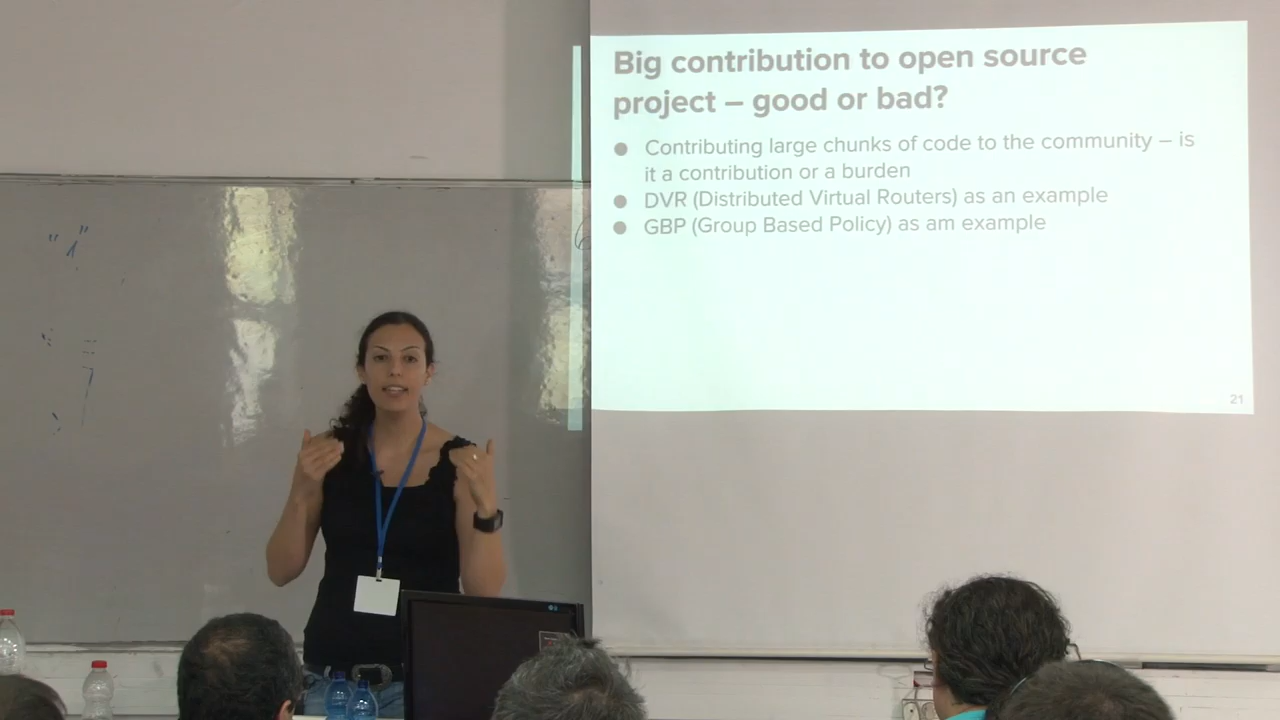 Big contribution to open source
project – good or bad?
● Contributing large chunks of code to the community – is
it a contribution or a burden
● DVR (Distributed Virtual Routers) as an example
● GBP (Group Based Policy) as am example
21